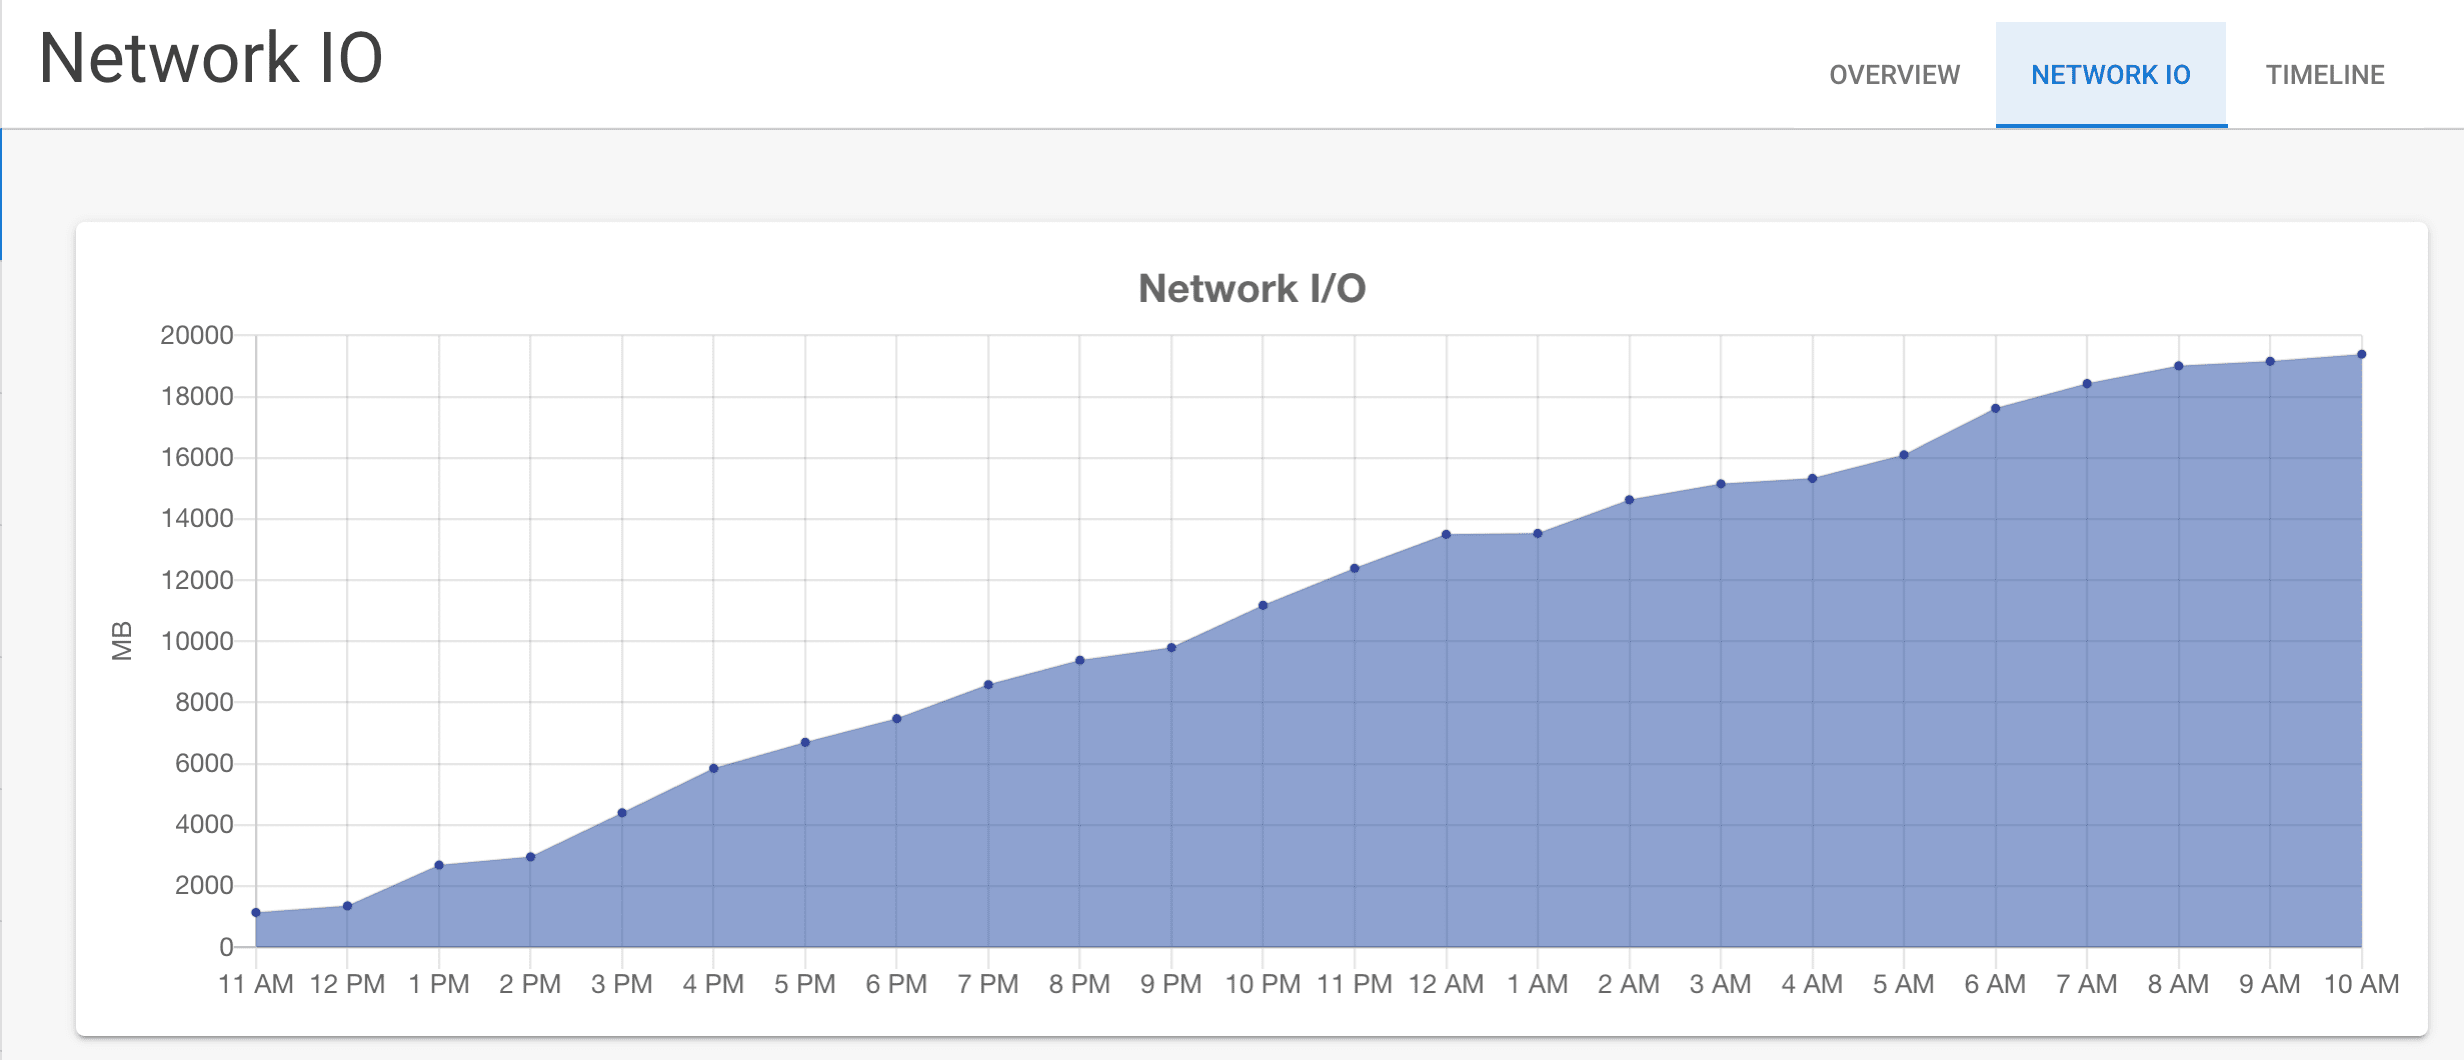 Network IO
OVERVIEW NETWORK IO TIMELINE
Network I/O
20000
18000
16000
14000
12000
10000
8000
6000
4000
2000
0
MB
11 AM 12 PM 1 PM 2 PM 3 PM 4 PM 5 PM 6 PM 7 PM 8 PM 9 PM 10 PM 11 PM 12 AM 1 AM 2 AM 3 AM 4 AM 5 AM 6 AM 7 AM 8 AM 9 AM 10 AM